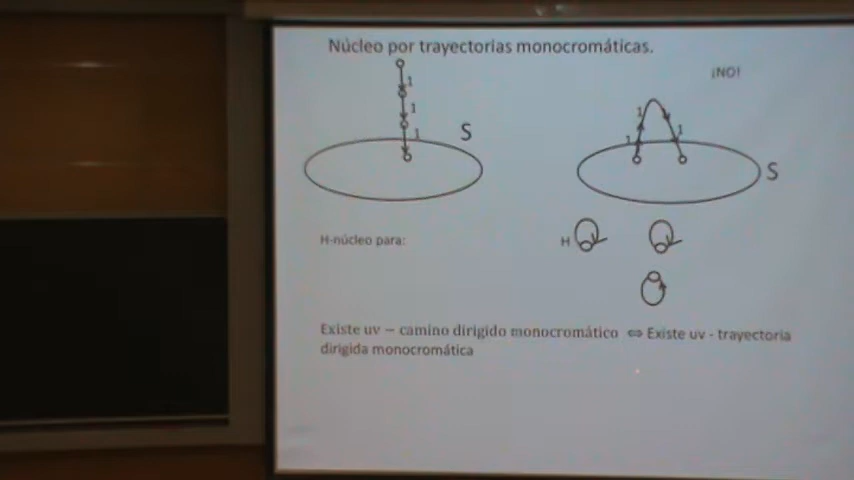 Núcleo por trayectorias monocromáticas.
¡NO!
1
1
1
S
1
1
1
S
H-núcleo para:
H
Existe uv – camino dirigido monocromático ⇔ Existe uv - trayectoria
dirigida monocromática